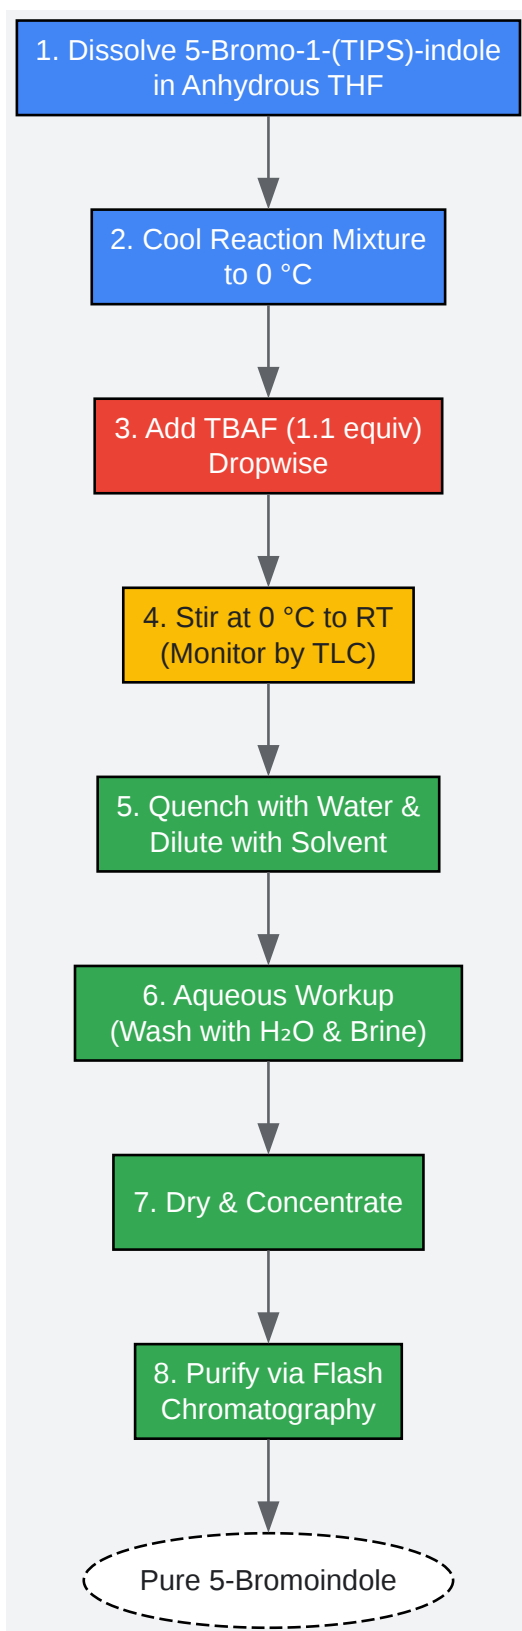 1. Dissolve 5-Bromo-1-(TIPS)-indole
in Anhydrous THF
2. Cool Reaction Mixture
to 0 °C
3. Add TBAF (1.1 equiv)
Dropwise
4. Stir at 0 °C to RT
(Monitor by TLC)
5. Quench with Water &
Dilute with Solvent
6. Aqueous Workup
(Wash with H₂O & Brine)
7. Dry & Concentrate
8. Purify via Flash
Chromatography
Pure 5-Bromoindole